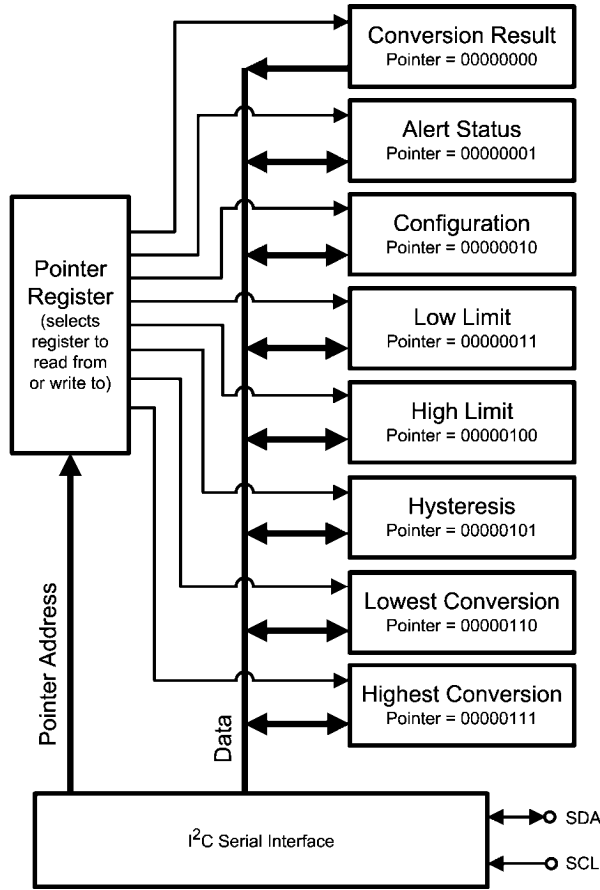 Conversion Result
Pointer = 00000000
Alert Status
Pointer = 00000001
Configuration
Pointer = 00000010
Low Limit
Pointer = 00000011
High Limit
Pointer = 00000100
Hysteresis
Pointer = 00000101
Lowest Conversion
Pointer = 00000110
Highest Conversion
Pointer = 00000111
Pointer
Register
(selects
register to
read from
or write to)
Pointer Address
Data
I²C Serial Interface
SDA
SCL